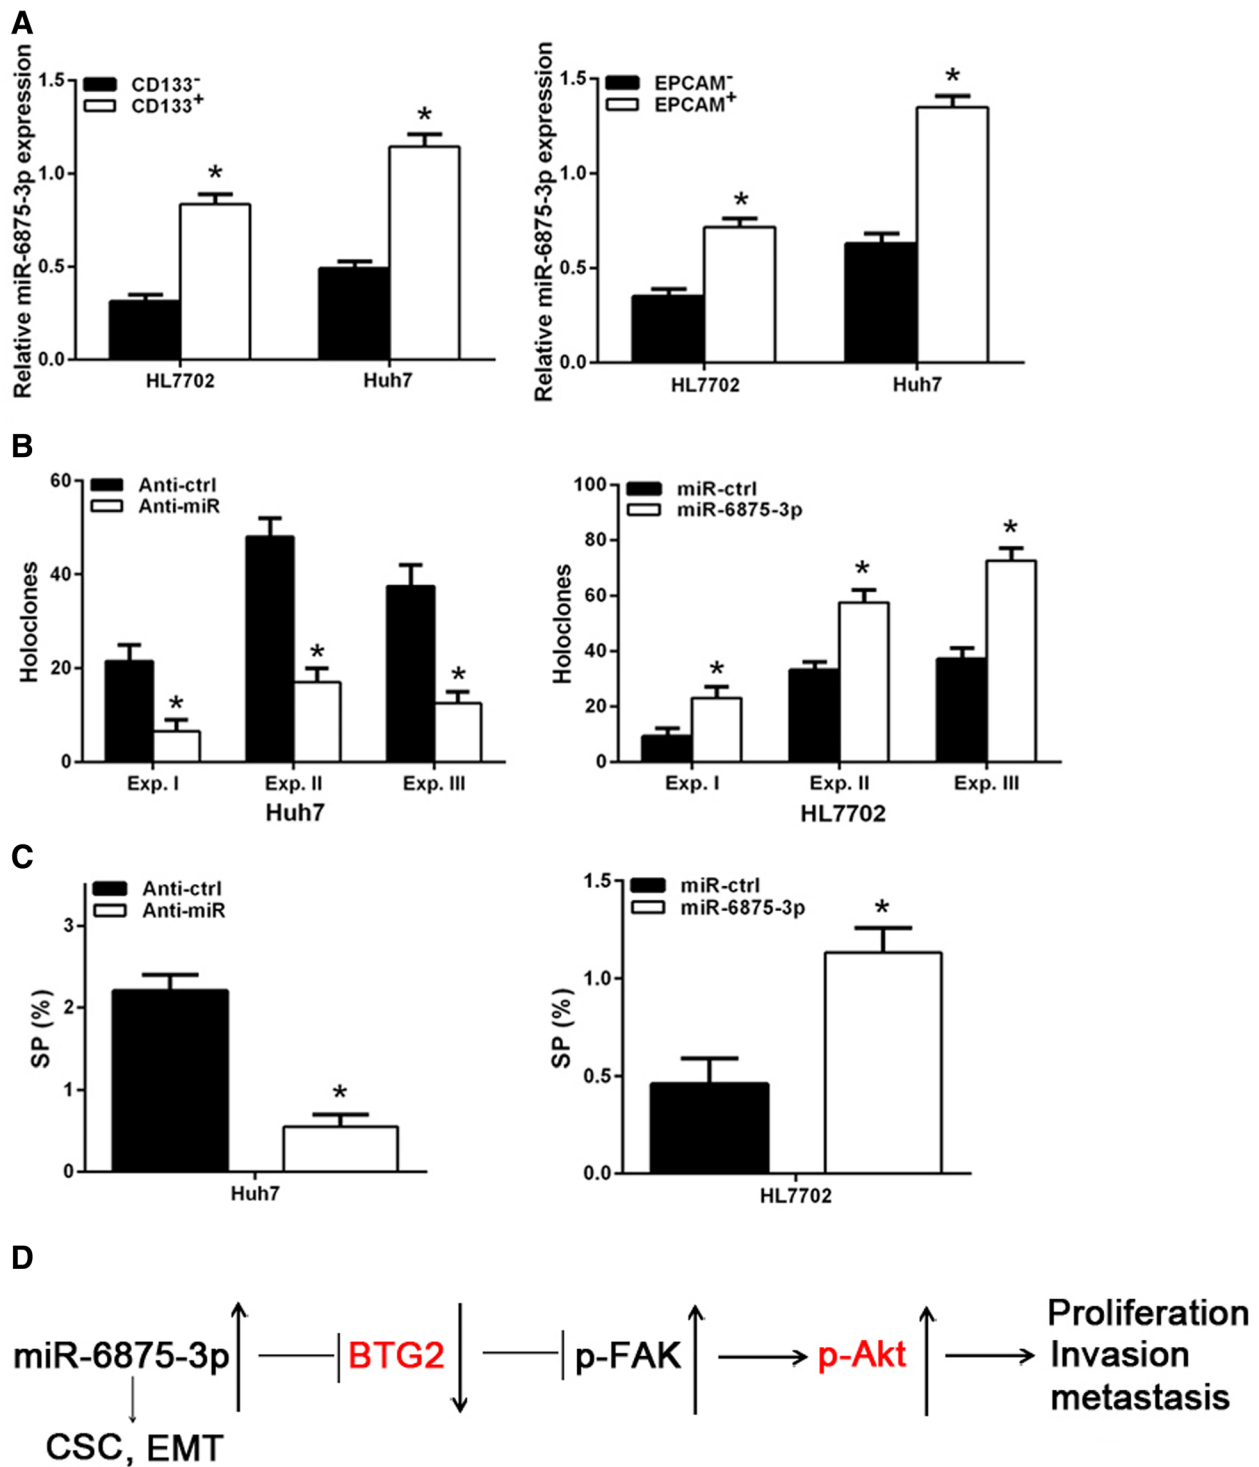 A
Relative miR-6875-3p expression
1.5
1.0
0.5
0.0
CD133-
CD133+
*
*
HL7702
Huh7
Relative miR-6875-3p expression
1.5
1.0
0.5
0.0
EPCAM-
EPCAM+
*
*
HL7702
Huh7
B
Holoclones
60
40
20
0
Anti-ctrl
Anti-miR
*
*
*
Exp. I
Exp. II
Exp. III
Huh7
Holoclones
100
80
60
40
20
0
miR-ctrl
miR-6875-3p
*
*
*
Exp. I
Exp. II
Exp. III
HL7702
C
SP (%)
3
2
1
0
Anti-ctrl
Anti-miR
*
Huh7
SP (%)
1.5
1.0
0.5
0.0
miR-ctrl
miR-6875-3p
*
HL7702
D
miR-6875-3p
BTG2
p-FAK
p-Akt
Proliferation
Invasion
metastasis
CSC, EMT